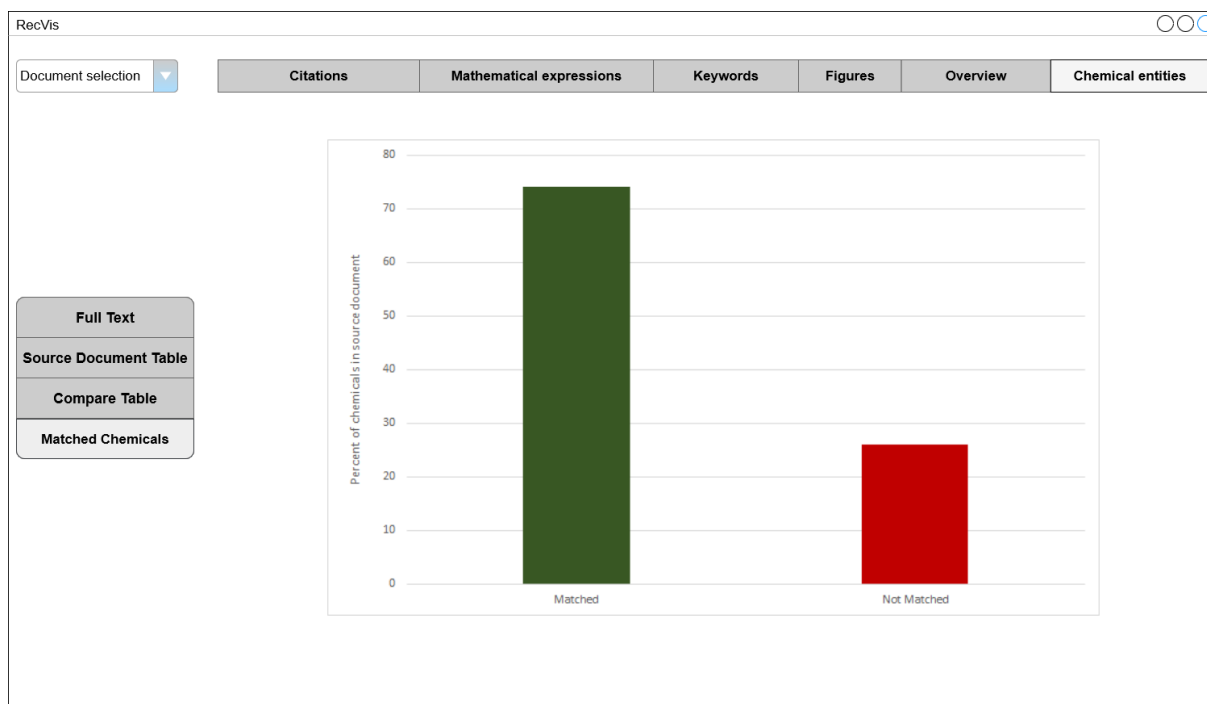 RecVis
Document selection
Citations
Mathematical expressions
Keywords
Figures
Overview
Chemical entities
Full Text
Source Document Table
Compare Table
Matched Chemicals
Percent of chemicals in source document
80
70
60
50
40
30
20
10
0
Matched
Not Matched